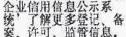 企业信用信息公示系
统,了解更多登记、备
案、许可、监管信息。